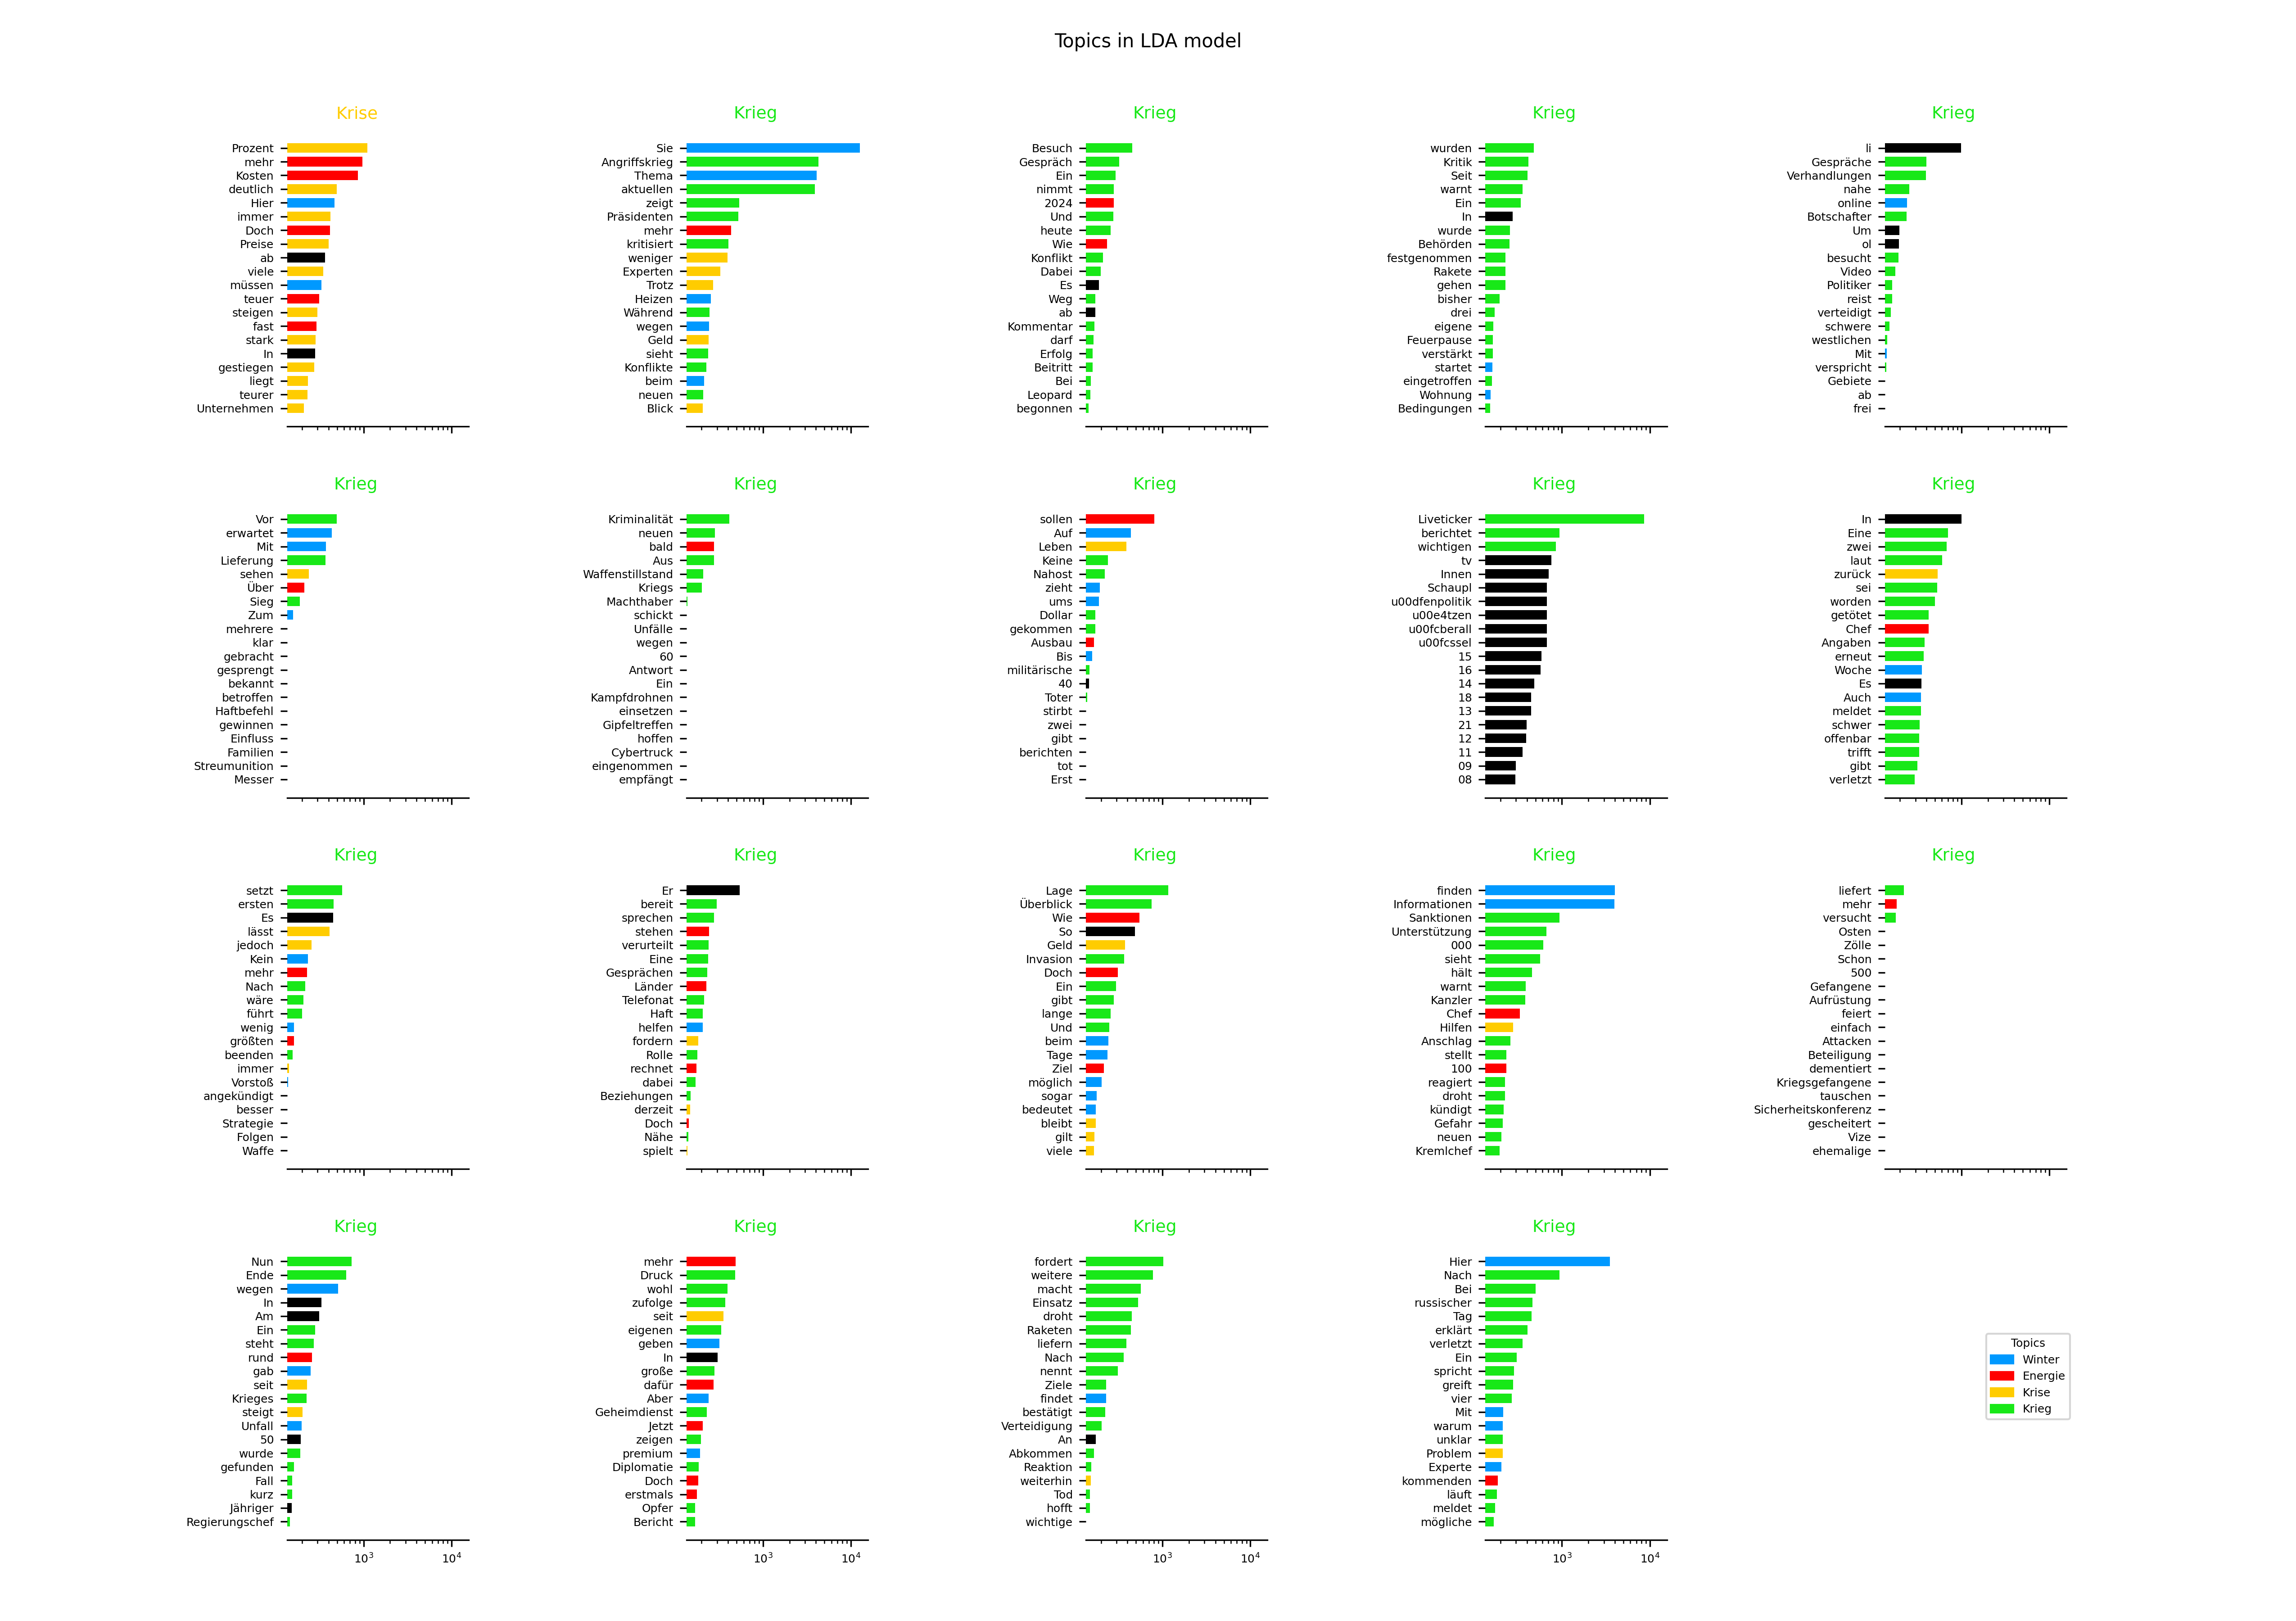 Topics in LDA model
Krise
Prozent
mehr
Kosten
deutlich
Hier
immer
Doch
Preise
ab
viele
müssen
teuer
steigen
fast
stark
In
gestiegen
liegt
teurer
Unternehmen
Krieg
Sie
Angriffskrieg
Thema
aktuellen
zeigt
Präsidenten
mehr
kritisiert
weniger
Experten
Trotz
Heizen
Während
wegen
Geld
sieht
Konflikte
beim
neuen
Blick
Krieg
Besuch
Gespräch
Ein
nimmt
2024
Und
heute
Wie
Konflikt
Dabei
Es
Weg
ab
Kommentar
darf
Erfolg
Beitritt
Bei
Leopard
begonnen
Krieg
wurden
Kritik
Seit
warnt
Ein
In
wurde
Behörden
festgenommen
Rakete
gehen
bisher
drei
eigene
Feuerpause
verstärkt
startet
eingetroffen
Wohnung
Bedingungen
Krieg
li
Gespräche
Verhandlungen
nahe
online
Botschafter
Um
ol
besucht
Video
Politiker
reist
verteidigt
schwere
westlichen
Mit
verspricht
Gebiete
ab
frei
Krieg
Vor
erwartet
Mit
Lieferung
sehen
Über
Sieg
Zum
mehrere
klar
gebracht
gesprengt
bekannt
betroffen
Haftbefehl
gewinnen
Einfluss
Familien
Streumunition
Messer
Krieg
Kriminalität
neuen
bald
Aus
Waffenstillstand
Kriegs
Machthaber
schickt
Unfälle
wegen
60
Antwort
Ein
Kampfdrohnen
einsetzen
Gipfeltreffen
hoffen
Cybertruck
eingenommen
empfängt
Krieg
sollen
Auf
Leben
Keine
Nahost
zieht
ums
Dollar
gekommen
Ausbau
Bis
militärische
40
Toter
stirbt
zwei
gibt
berichten
tot
Erst
Krieg
Liveticker
berichtet
wichtigen
tv
Innen
Schaupl
u00dfenpolitik
u00e4tzen
u00fcberall
u00fcssel
15
16
14
18
13
21
12
11
09
08
Krieg
In
Eine
zwei
laut
zurück
sei
worden
getötet
Chef
Angaben
erneut
Woche
Es
Auch
meldet
schwer
offenbar
trifft
gibt
verletzt
Krieg
setzt
ersten
Es
lässt
jedoch
Kein
mehr
Nach
wäre
führt
wenig
größten
beenden
immer
Vorstoß
angekündigt
besser
Strategie
Folgen
Waffe
Krieg
Er
bereit
sprechen
stehen
verurteilt
Eine
Gesprächen
Länder
Telefonat
Haft
helfen
fordern
Rolle
rechnet
dabei
Beziehungen
derzeit
Doch
Nähe
spielt
Krieg
Lage
Überblick
Wie
So
Geld
Invasion
Doch
Ein
gibt
lange
Und
beim
Tage
Ziel
möglich
sogar
bedeutet
bleibt
gilt
viele
Krieg
finden
Informationen
Sanktionen
Unterstützung
000
sieht
hält
warnt
Kanzler
Chef
Hilfen
Anschlag
stellt
100
reagiert
droht
kündigt
Gefahr
neuen
Kremlchef
Krieg
liefert
mehr
versucht
Osten
Zölle
Schon
500
Gefangene
Aufrüstung
feiert
einfach
Attacken
Beteiligung
dementiert
Kriegsgefangene
tauschen
Sicherheitskonferenz
gescheitert
Vize
ehemalige
Krieg
Nun
Ende
wegen
In
Am
Ein
steht
rund
gab
seit
Krieges
steigt
Unfall
50
wurde
gefunden
Fall
kurz
Jähriger
Regierungschef
10³ 10⁴
Krieg
mehr
Druck
wohl
zufolge
seit
eigenen
geben
In
große
dafür
Aber
Geheimdienst
Jetzt
zeigen
premium
Diplomatie
Doch
erstmals
Opfer
Bericht
10³ 10⁴
Krieg
fordert
weitere
macht
Einsatz
droht
Raketen
liefern
Nach
nennt
Ziele
findet
bestätigt
Verteidigung
An
Abkommen
Reaktion
weiterhin
Tod
hofft
wichtige
10³ 10⁴
Krieg
Hier
Nach
Bei
russischer
Tag
erklärt
verletzt
Ein
spricht
greift
vier
Mit
warum
unklar
Problem
Experte
kommenden
läuft
meldet
mögliche
10³ 10⁴
Topics
Winter
Energie
Krise
Krieg